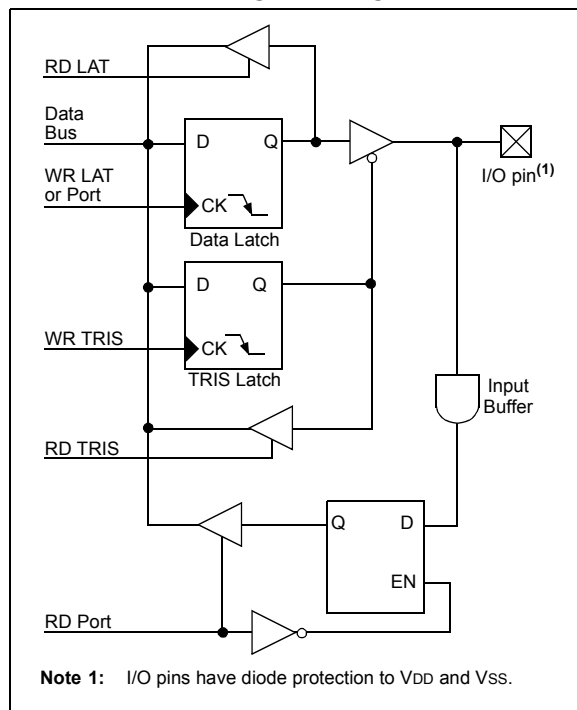 RD LAT
Data
Bus
D Q
I/O pin(1)
WR LAT
or Port
CK
Data Latch
D Q
WR TRIS
CK
TRIS Latch
Input
Buffer
RD TRIS
Q D
EN
RD Port
Note 1: I/O pins have diode protection to VDD and VSS.